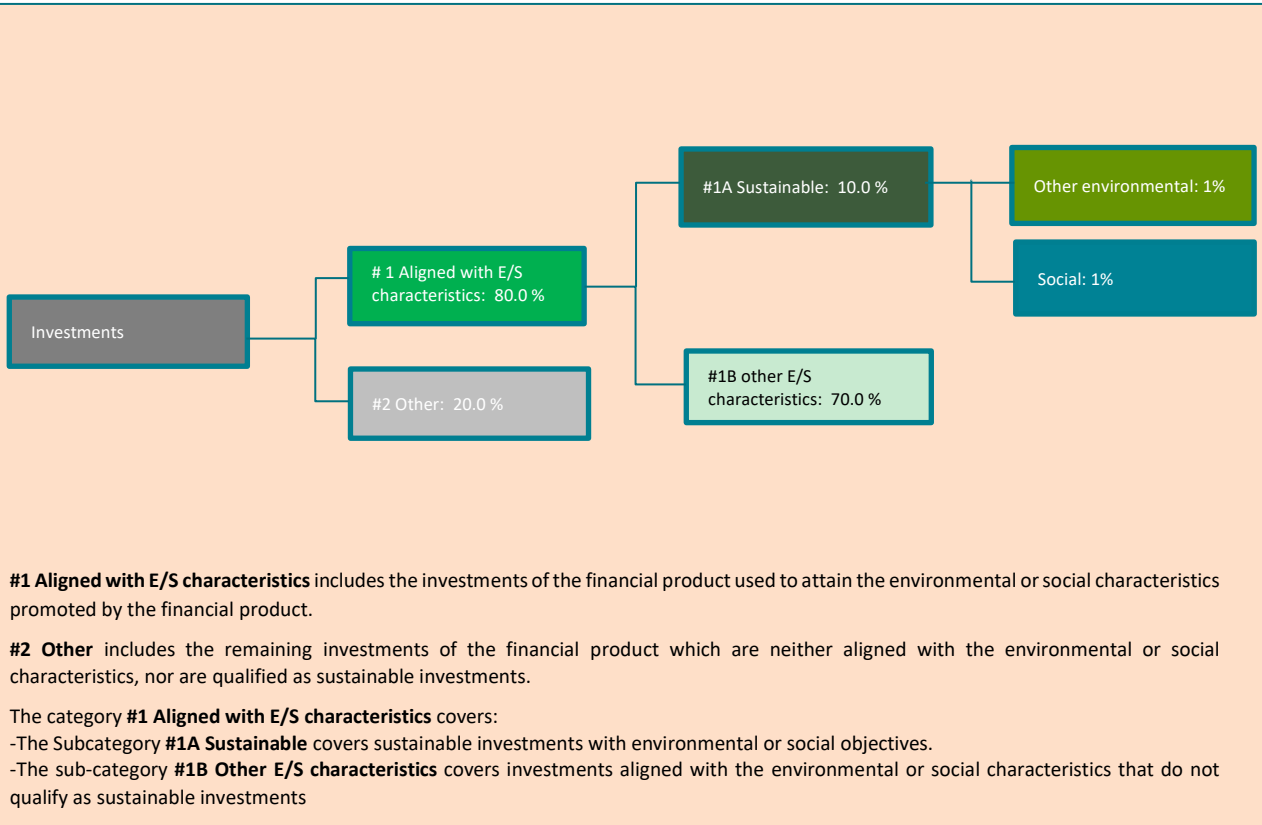 Investments
# 1 Aligned with E/S
characteristics:  80.0 %
#2 Other:  20.0 %
#1A Sustainable:  10.0 %
#1B other E/S
characteristics:  70.0 %
Other environmental: 1%
Social: 1%
#1 Aligned with E/S characteristics includes the investments of the financial product used to attain the environmental or social characteristics
promoted by the financial product.
#2 Other includes the remaining investments of the financial product which are neither aligned with the environmental or social
characteristics, nor are qualified as sustainable investments.
The category #1 Aligned with E/S characteristics covers:
-The Subcategory #1A Sustainable covers sustainable investments with environmental or social objectives.
-The sub-category #1B Other E/S characteristics covers investments aligned with the environmental or social characteristics that do not
qualify as sustainable investments